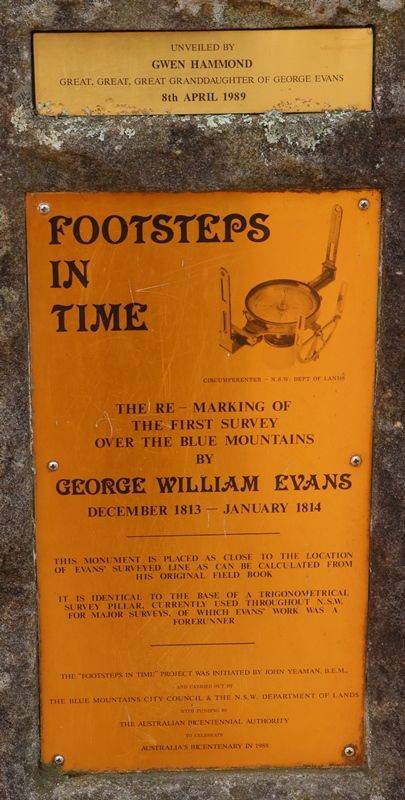 UNVEILED BY
GWEN HAMMOND
GREAT, GREAT, GREAT GRANDDAUGHTER OF GEORGE EVANS
8th APRIL 1989
FOOTSTEPS
IN
TIME
CIRCUMFERENTER – N.S.W. DEPT OF LANDS
THE RE – MARKING OF
THE FIRST SURVEY
OVER THE BLUE MOUNTAINS
BY
GEORGE WILLIAM EVANS
DECEMBER 1813 — JANUARY 1814
THIS MONUMENT IS PLACED AS CLOSE TO THE LOCATION
OF EVANS' SURVEYED LINE AS CAN BE CALCULATED FROM
HIS ORIGINAL FIELD BOOK
IT IS IDENTICAL TO THE BASE OF A TRIGONOMETRICAL
SURVEY PILLAR, CURRENTLY USED THROUGHOUT N.S.W.
FOR MAJOR SURVEYS, OF WHICH EVANS' WORK WAS A
FORERUNNER
THE "FOOTSTEPS IN TIME" PROJECT WAS INITIATED BY JOHN YEAMAN, B.E.M.,
AND CARRIED OUT BY
THE BLUE MOUNTAINS CITY COUNCIL & THE N.S.W. DEPARTMENT OF LANDS
WITH FUNDING BY
THE AUSTRALIAN BICENTENNIAL AUTHORITY
TO CELEBRATE
AUSTRALIA'S BICENTENARY IN 1988